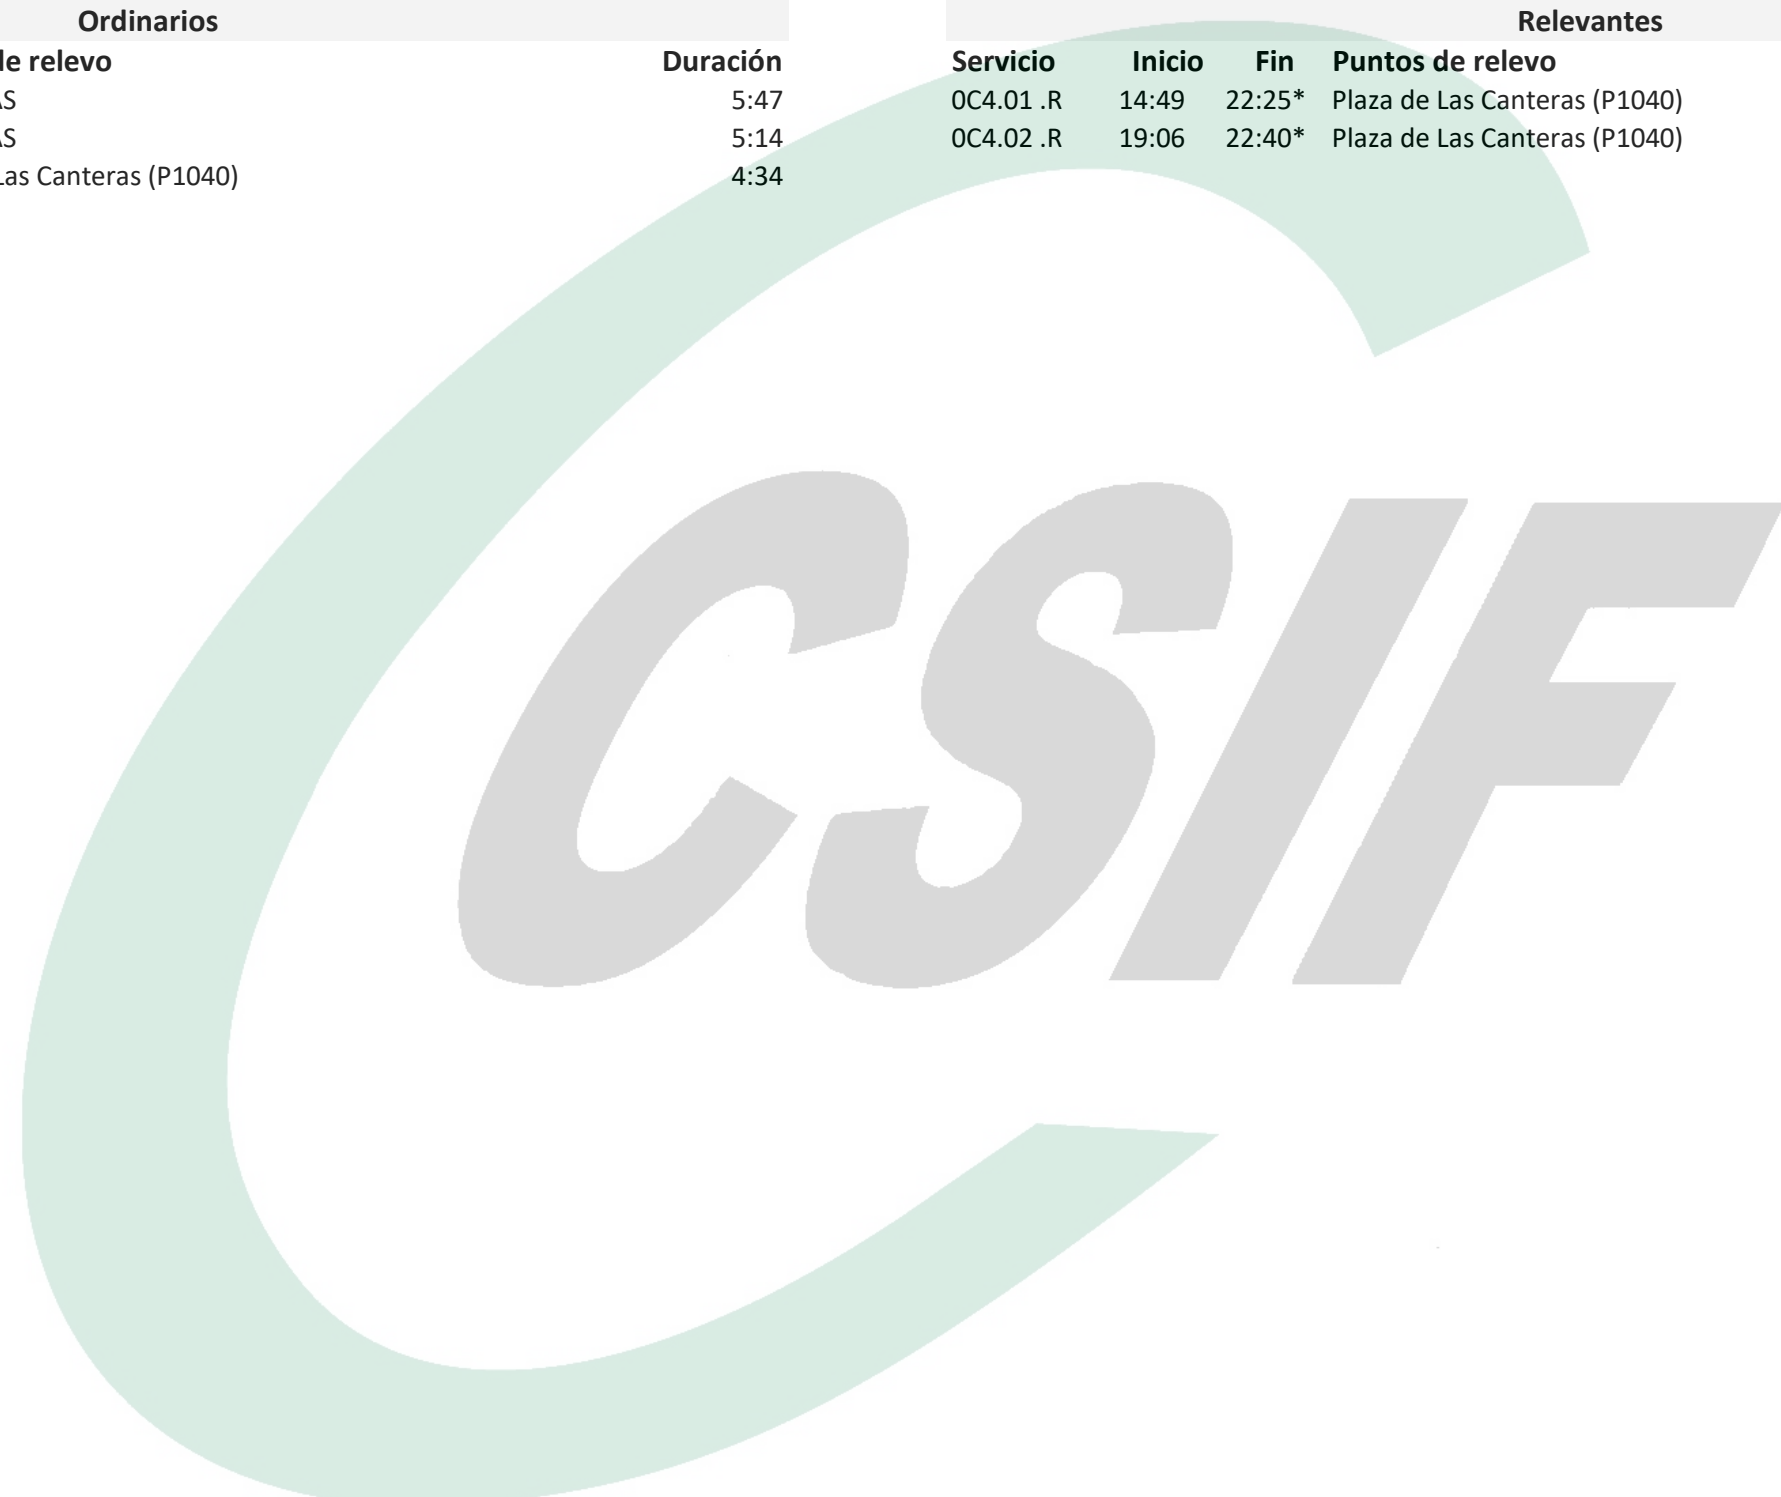 Ordinarios Relevantes
de relevo Duración Servicio Inicio Fin Puntos de relevo
AS 5:47 0C4.01 .R 14:49 22:25* Plaza de Las Canteras (P1040)
AS 5:14 0C4.02 .R 19:06 22:40* Plaza de Las Canteras (P1040)
Las Canteras (P1040) 4:34
CSIF